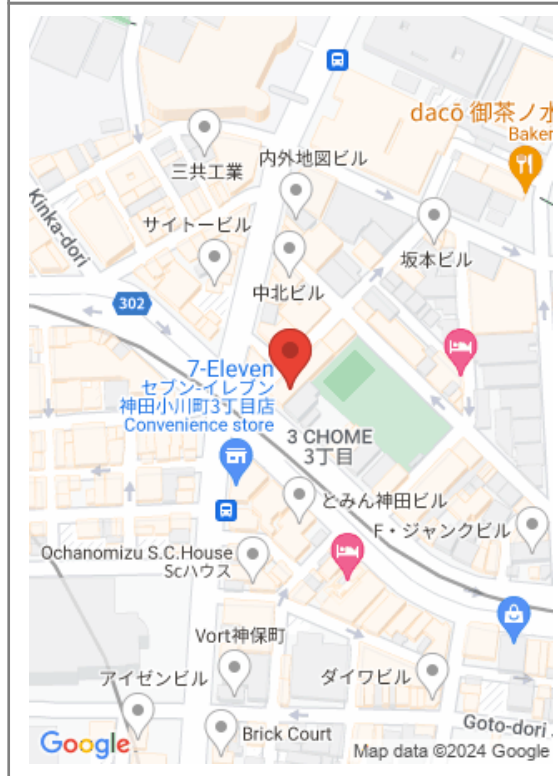 dacō 御茶ノ水
Baker
内外地図ビル
三共工業
Kinka-dori
サイトービル
坂本ビル
中北ビル
302
7-Eleven
セブン-イレブン
神田小川町3丁目店
Convenience store
3 CHOME
3丁目
とみん神田ビル
F・ジャンクビル
Ochanomizu S.C.House
Scハウス
Vort神保町
アイゼンビル
ダイワビル
Goto-dori
Brick Court
Google
Map data ©2024 Google